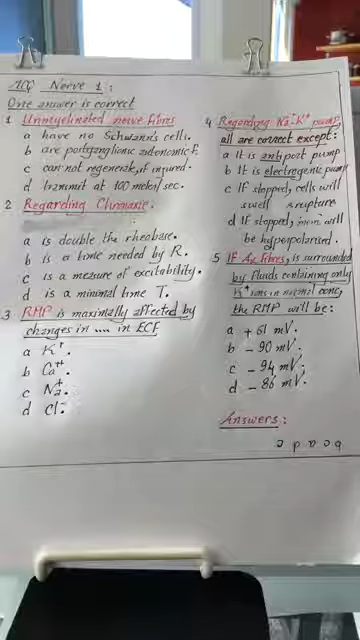 MCQ Nerve 1:
One answer is correct
1 Unmyelinated nerve fibres
a have no Schwann's cells.
b are postganglionic autonomic f.
c can not regenerate, if injured.
d transmit at 100 meter/sec.
2 Regarding Chronaxie:
a is double the rheobase.
b is a time needed by R.
c is a measure of excitability.
d is a minimal time T.
3 RMP is maximally affected by
changes in .... in ECF
a K+.
b Ca++.
c Na+.
d Cl-.
4 Regarding Na+-K+ pump,
all are correct except:
a It is antiport pump
b It is electrogenic pump
c If stopped, cells will
swell & rupture
d If stopped, mem will
be hyperpolarised.
5 If fibres, is surrounded
by fluids containing only
K+ ions in normal conc,
the RMP will be:
a + 61 mV.
b - 90 mV.
c - 94 mV.
d - 86 mV.
Answers:
b c a d c